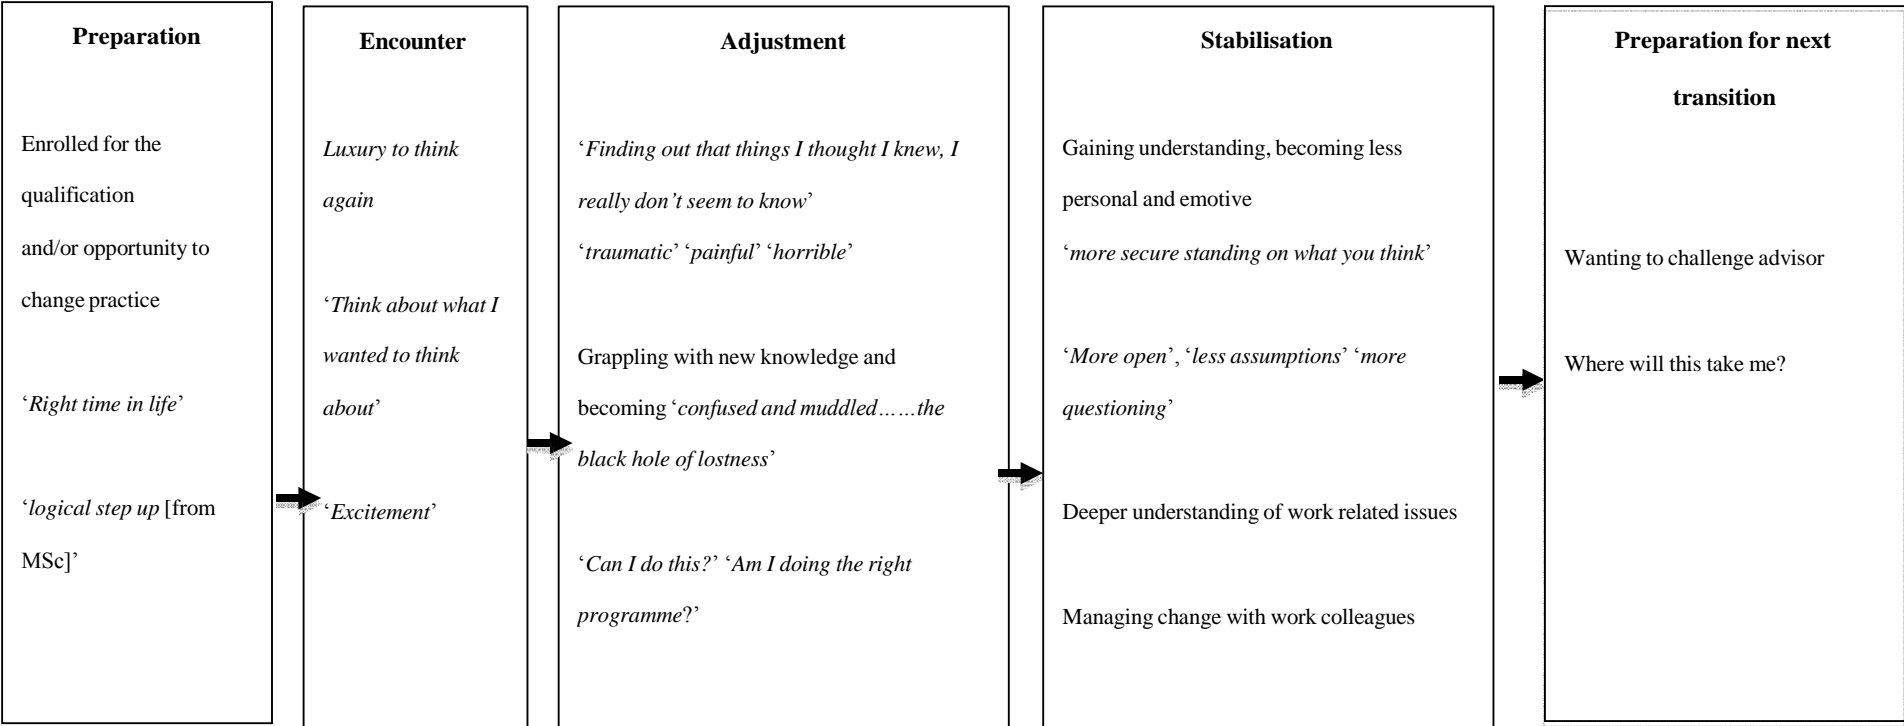 Preparation
Enrolled for the
qualification
and/or opportunity to
change practice
‘Right time in life’
‘logical step up [from
MSc]’
Encounter
Luxury to think
again
‘Think about what I
wanted to think
about’
‘Excitement’
Adjustment
‘Finding out that things I thought I knew, I
really don’t seem to know’
‘traumatic’ ‘painful’ ‘horrible’
Grappling with new knowledge and
becoming ‘confused and muddled……the
black hole of lostness’
‘Can I do this?’ ‘Am I doing the right
programme?’
Stabilisation
Gaining understanding, becoming less
personal and emotive
‘more secure standing on what you think’
‘More open’, ‘less assumptions’ ‘more
questioning’
Deeper understanding of work related issues
Managing change with work colleagues
Preparation for next
transition
Wanting to challenge advisor
Where will this take me?